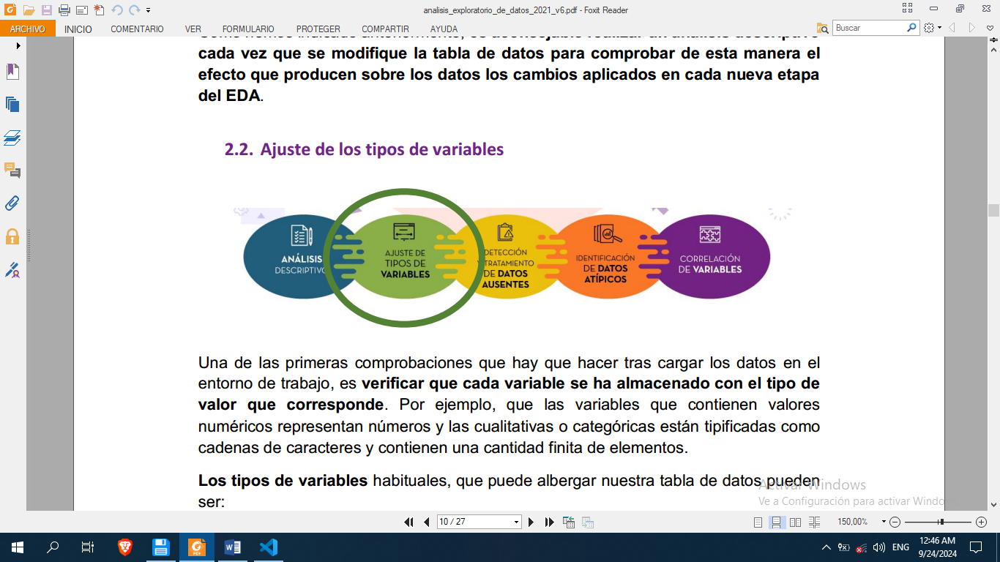 analisis_exploratorio_de_datos_2021_v6.pdf - Foxit Reader
ARCHIVO INICIO COMENTARIO VER FORMULARIO PROTEGER COMPARTIR AYUDA Buscar
cada vez que se modifique la tabla de datos para comprobar de esta manera el
efecto que producen sobre los datos los cambios aplicados en cada nueva etapa
del EDA.
2.2. Ajuste de los tipos de variables
ANÁLISIS
DESCRIPTIVO
AJUSTE DE
TIPOS DE
VARIABLES
DETECCIÓN
Y TRATAMIENTO
DE DATOS
AUSENTES
IDENTIFICACIÓN
DE DATOS
ATÍPICOS
CORRELACIÓN
DE VARIABLES
Una de las primeras comprobaciones que hay que hacer tras cargar los datos en el
entorno de trabajo, es verificar que cada variable se ha almacenado con el tipo de
valor que corresponde. Por ejemplo, que las variables que contienen valores
numéricos representan números y las cualitativas o categóricas están tipificadas como
cadenas de caracteres y contienen una cantidad finita de elementos.
Los tipos de variables habituales, que puede albergar nuestra tabla de datos pueden
ser:
Activar Windows
Ve a Configuración para activar Windows.
10 / 27
150,00%
ENG
12:46 AM
9/24/2024